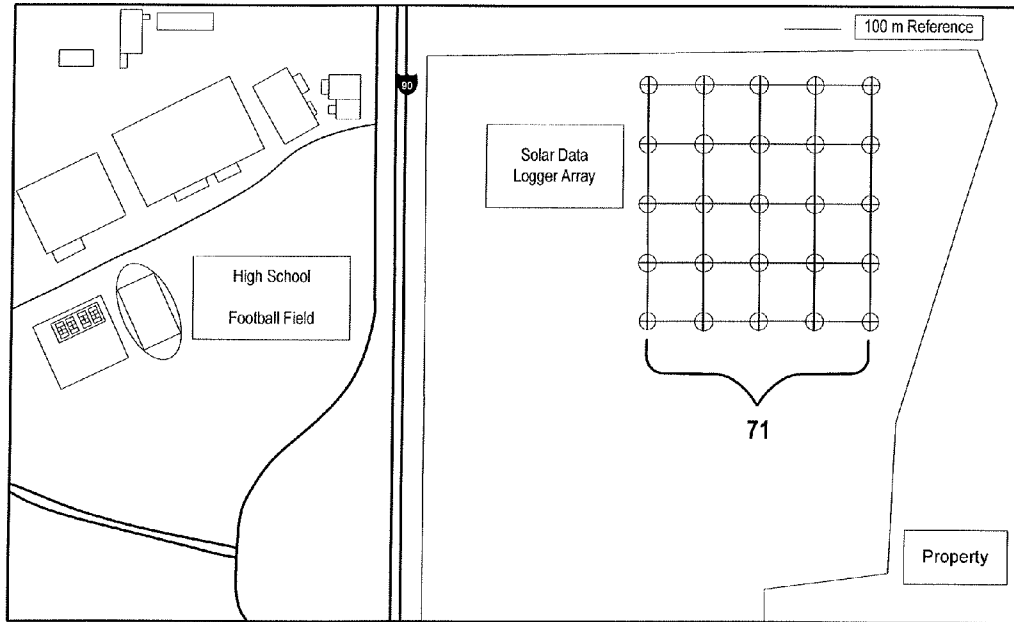 100 m Reference
90
Solar Data
Logger Array
High School
Football Field
71
Property